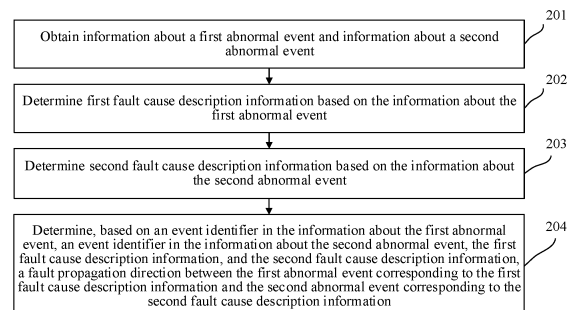 201
Obtain information about a first abnormal event and information about a second
abnormal event
202
Determine first fault cause description information based on the information about the
first abnormal event
203
Determine second fault cause description information based on the information about
the second abnormal event
204
Determine, based on an event identifier in the information about the first abnormal
event, an event identifier in the information about the second abnormal event, the first
fault cause description information, and the second fault cause description information,
a fault propagation direction between the first abnormal event corresponding to the first
fault cause description information and the second abnormal event corresponding to the
second fault cause description information